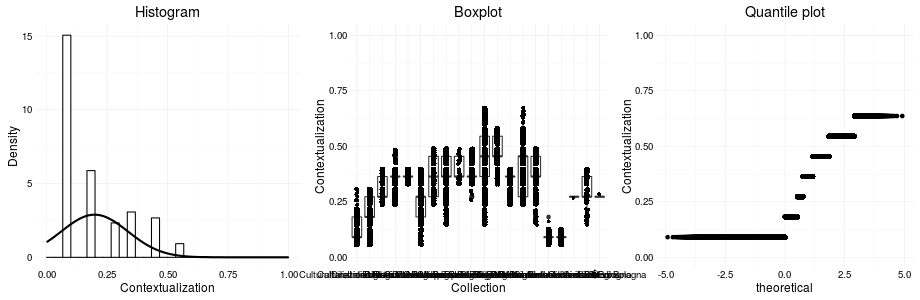 Histogram
Boxplot
Quantile plot
Density
15
10
5
0
0.00 0.25 0.50 0.75 1.00
Contextualization
Contextualization
1.00
0.75
0.50
0.25
0.00
Collection
Contextualization
1.00
0.75
0.50
0.25
0.00
-5.0 -2.5 0.0 2.5 5.0
theoretical